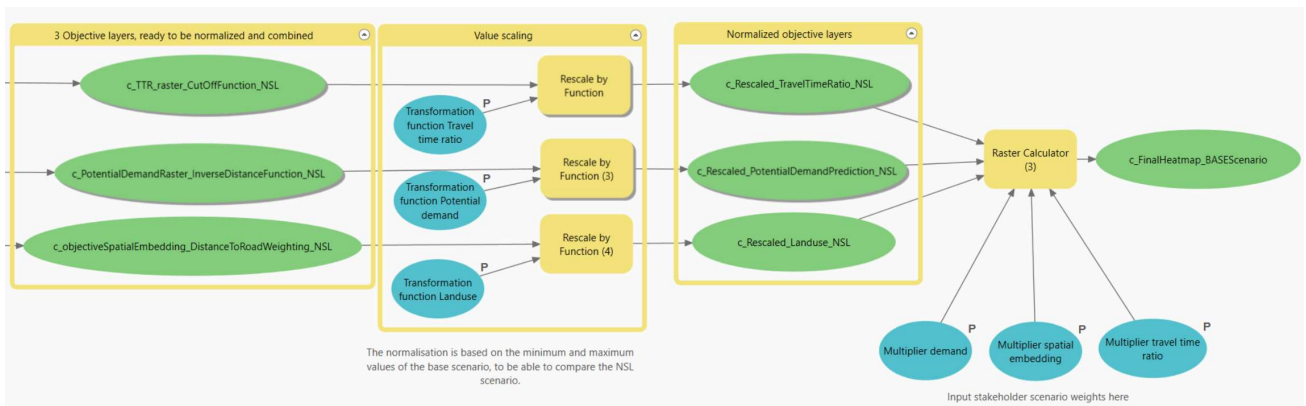 3 Objective layers, ready to be normalized and combined
Value scaling
Normalized objective layers
c_TTR_raster_CutOffFunction_NSL
Rescale by
Function
c_Rescaled_TravelTimeRatio_NSL
P
Transformation
function Travel
time ratio
c_PotentialDemandRaster_InverseDistanceFunction_NSL
Rescale by
Function (3)
c_Rescaled_PotentialDemandPrediction_NSL
Raster Calculator
(3)
c_FinalHeatmap_BASEScenario
P
Transformation
function Potential
demand
c_objectiveSpatialEmbedding_DistanceToRoadWeighting_NSL
Rescale by
Function (4)
c_Rescaled_Landuse_NSL
P
Transformation
function Landuse
P
Multiplier demand
P
Multiplier spatial
embedding
P
Multiplier travel time
ratio
The normalisation is based on the minimum and maximum
values of the base scenario, to be able to compare the NSL
scenario.
Input stakeholder scenario weights here